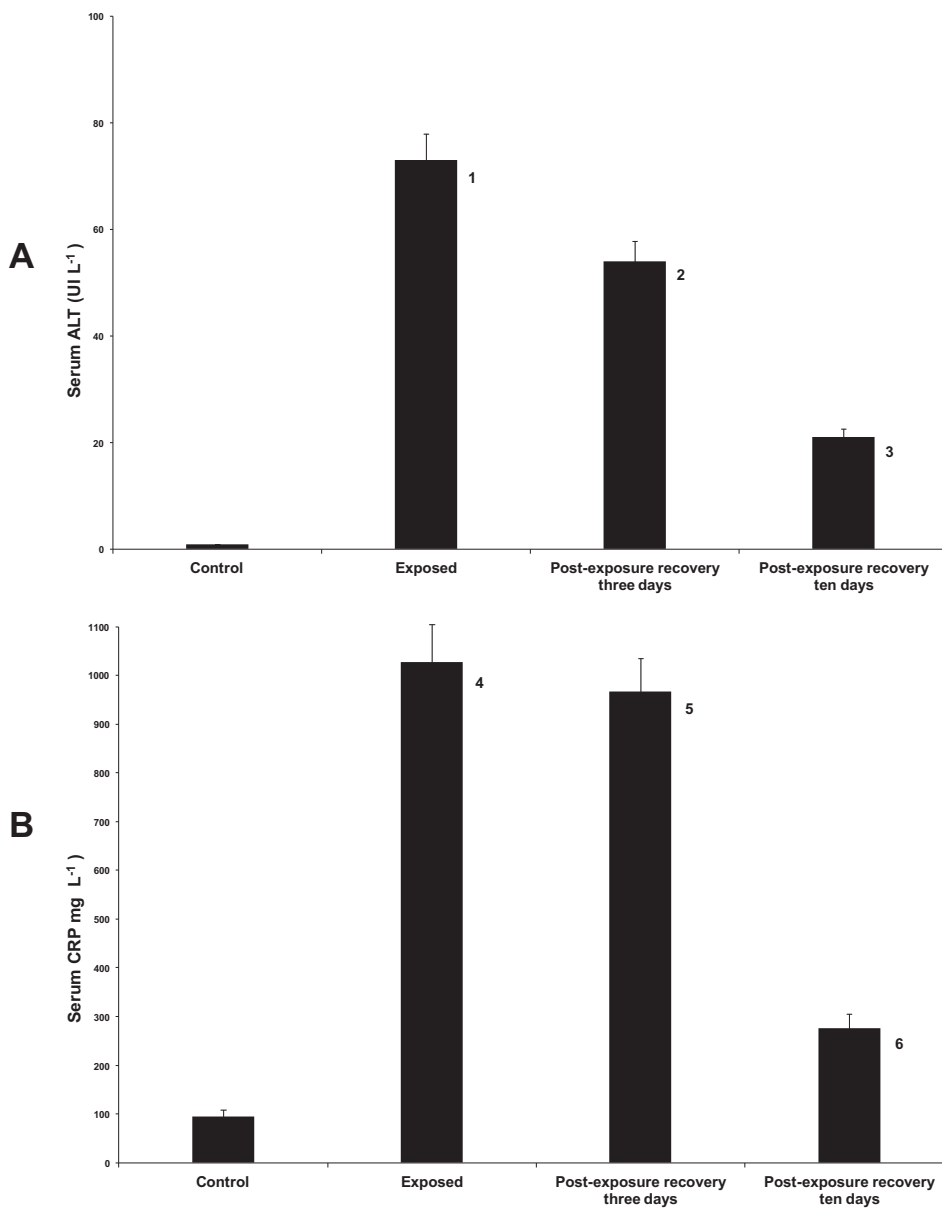 A
Serum ALT (UI L-1 )
100
80
60
40
20
0
1
2
3
Control
Exposed
Post-exposure recovery
three days
Post-exposure recovery
ten days
B
Serum CRP mg L-1 )
1100
1000
900
800
700
600
500
400
300
200
100
0
4
5
6
Control
Exposed
Post-exposure recovery
three days
Post-exposure recovery
ten days